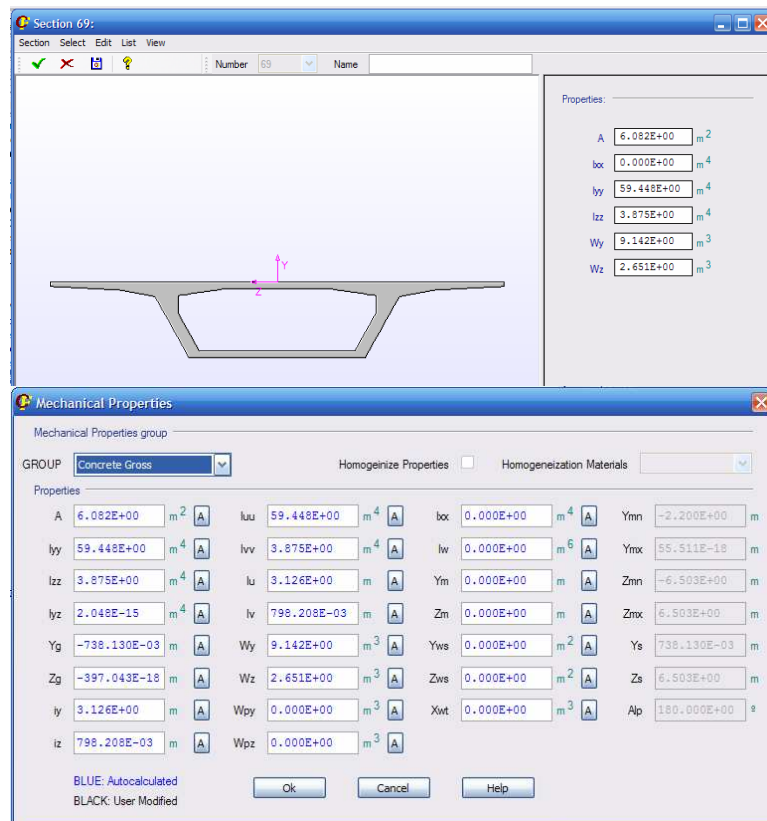 Section 69:
Section Select Edit List View
Number 69 Name
Properties:
Y
Z
A 6.082E+00 m2
Ixx 0.000E+00 m4
Iyy 59.448E+00 m4
Izz 3.875E+00 m4
Wy 9.142E+00 m3
Wz 2.651E+00 m3
Mechanical Properties
Mechanical Properties group
GROUP Concrete Gross Homogeinize Properties Homogeneization Materials
Properties
A 6.082E+00 m2 A Iuu 59.448E+00 m4 A Ixx 0.000E+00 m4 A Ymn -2.200E+00 m
Iyy 59.448E+00 m4 A Ivv 3.875E+00 m4 A Iw 0.000E+00 m6 A Ymx 55.511E-18 m
Izz 3.875E+00 m4 A Iu 3.126E+00 m A Ym 0.000E+00 m A Zmn -6.503E+00 m
Iyz 2.048E-15 m4 A Iv 798.208E-03 m A Zm 0.000E+00 m A Zmx 6.503E+00 m
Yg -738.130E-03 m A Wy 9.142E+00 m3 A Yws 0.000E+00 m2 A Ys 738.130E-03 m
Zg -397.043E-18 m A Wz 2.651E+00 m3 A Zws 0.000E+00 m2 A Zs 6.503E+00 m
iy 3.126E+00 m A Wpy 0.000E+00 m3 A Xwt 0.000E+00 m3 A Alp 180.000E+00 º
iz 798.208E-03 m A Wpz 0.000E+00 m3 A
BLUE: Autocalculated
BLACK: User Modified
Ok Cancel Help